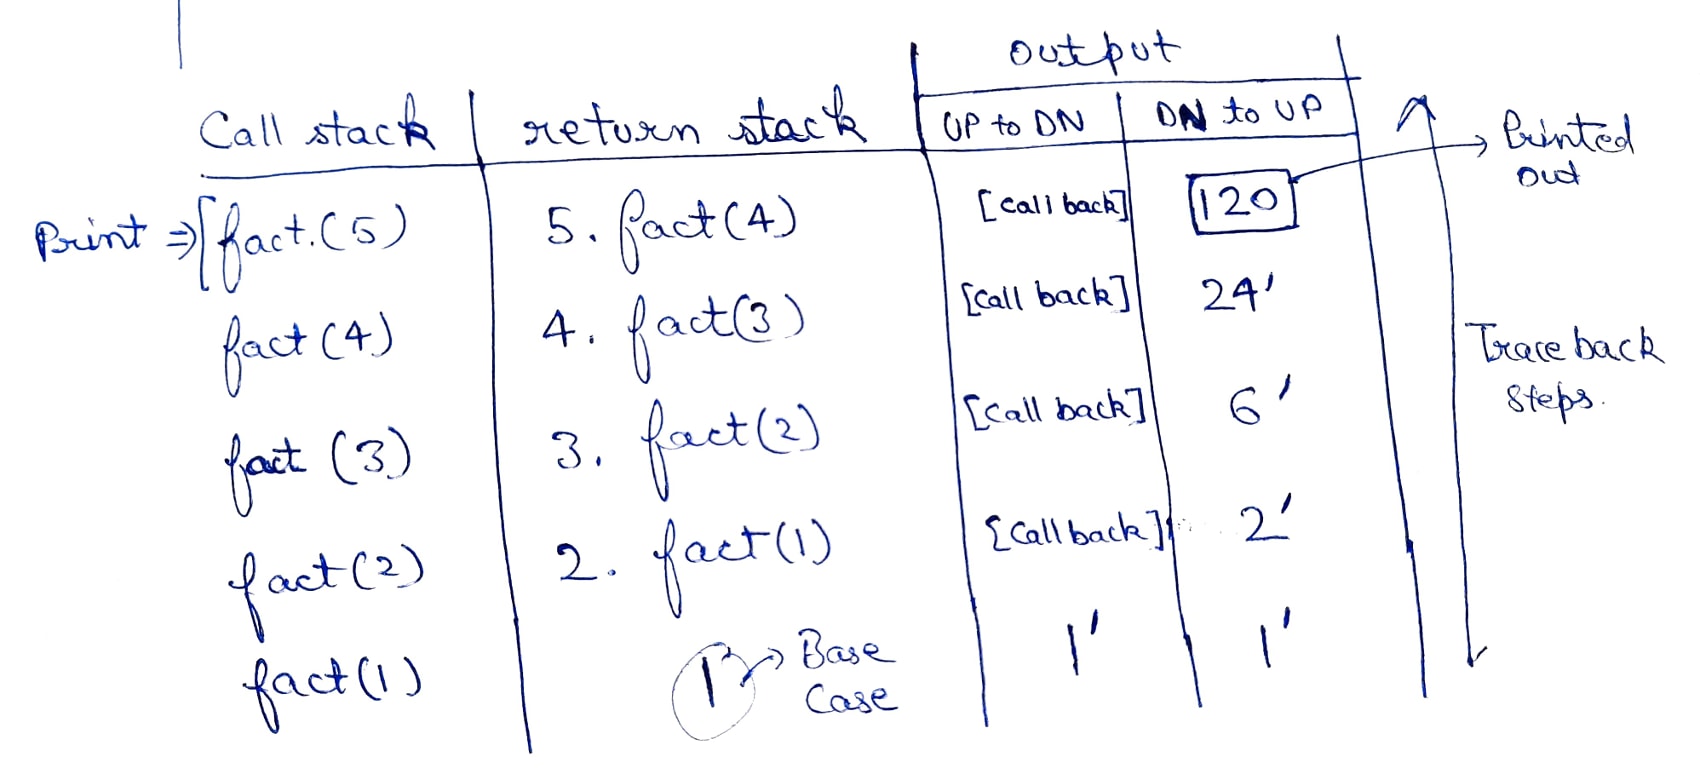 output
Call stack return stack UP to DN DN to UP
Printed
out
Print ⇒ [fact.(5) 5. fact(4) [call back] 120
fact(4) 4. fact(3) [call back] 24'
Trace back
steps.
fact (3) 3. fact(2) [call back] 6'
fact(2) 2. fact(1) [call back] 2'
fact(1) 1 → Base 1' 1'
Case